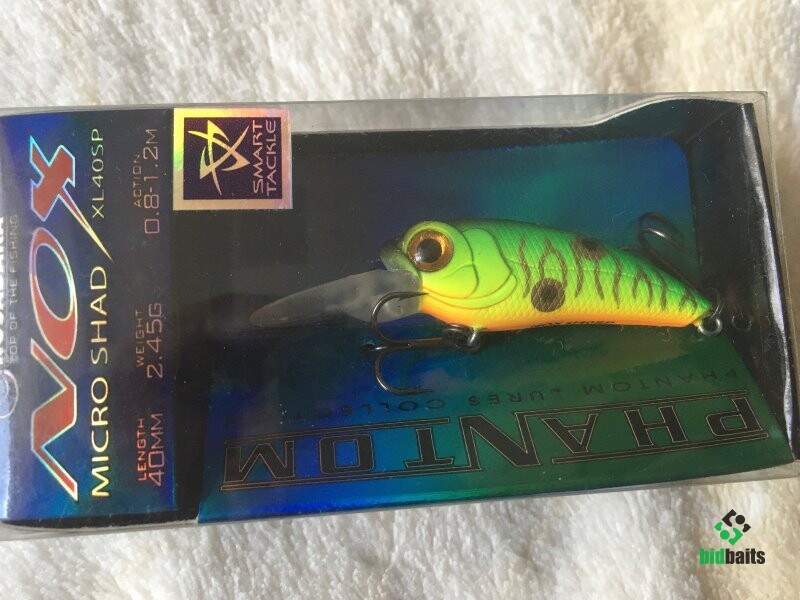 TOP OF THE FISHING
NOX
MICRO SHAD XL40SP
LENGTH
40MM
WEIGHT
2.45G
ACTION
0.8-1.2M
SMART
TACKLE
PHANTOM
PHANTOM LURES
bidbaits